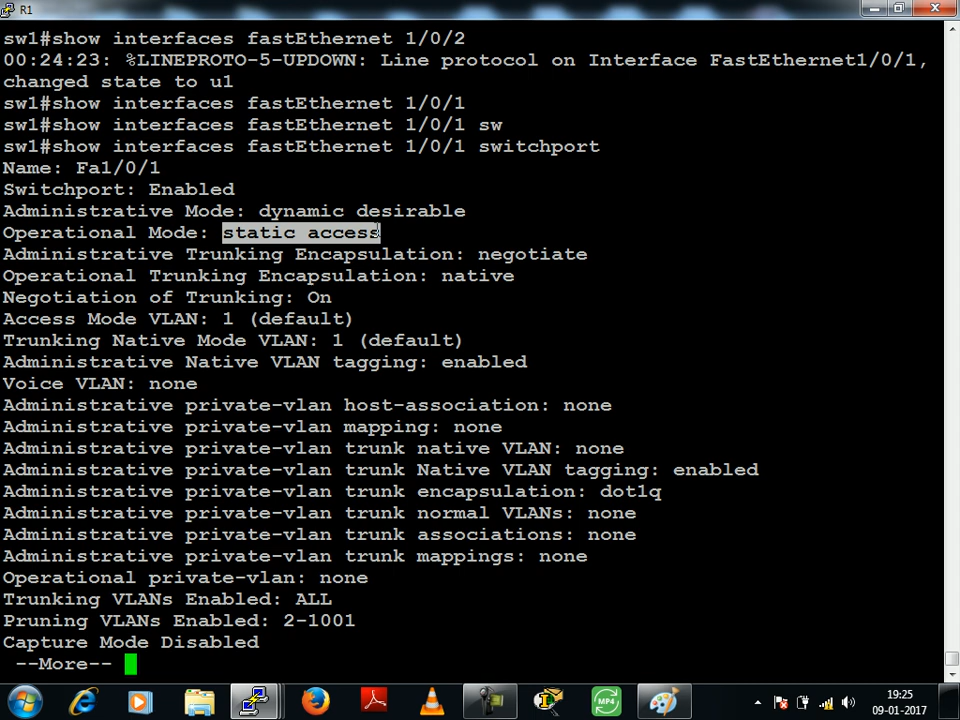 R1
sw1#show interfaces fastEthernet 1/0/2
00:24:23: %LINEPROTO-5-UPDOWN: Line protocol on Interface FastEthernet1/0/1,
changed state to u1
sw1#show interfaces fastEthernet 1/0/1
sw1#show interfaces fastEthernet 1/0/1 sw
sw1#show interfaces fastEthernet 1/0/1 switchport
Name: Fa1/0/1
Switchport: Enabled
Administrative Mode: dynamic desirable
Operational Mode: static access
Administrative Trunking Encapsulation: negotiate
Operational Trunking Encapsulation: native
Negotiation of Trunking: On
Access Mode VLAN: 1 (default)
Trunking Native Mode VLAN: 1 (default)
Administrative Native VLAN tagging: enabled
Voice VLAN: none
Administrative private-vlan host-association: none
Administrative private-vlan mapping: none
Administrative private-vlan trunk native VLAN: none
Administrative private-vlan trunk Native VLAN tagging: enabled
Administrative private-vlan trunk encapsulation: dot1q
Administrative private-vlan trunk normal VLANs: none
Administrative private-vlan trunk associations: none
Administrative private-vlan trunk mappings: none
Operational private-vlan: none
Trunking VLANs Enabled: ALL
Pruning VLANs Enabled: 2-1001
Capture Mode Disabled
--More--
MP4
19:25
09-01-2017